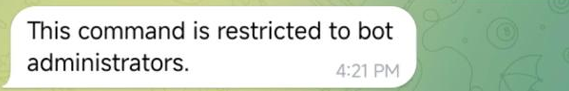 This command is restricted to bot
administrators.
4:21 PM